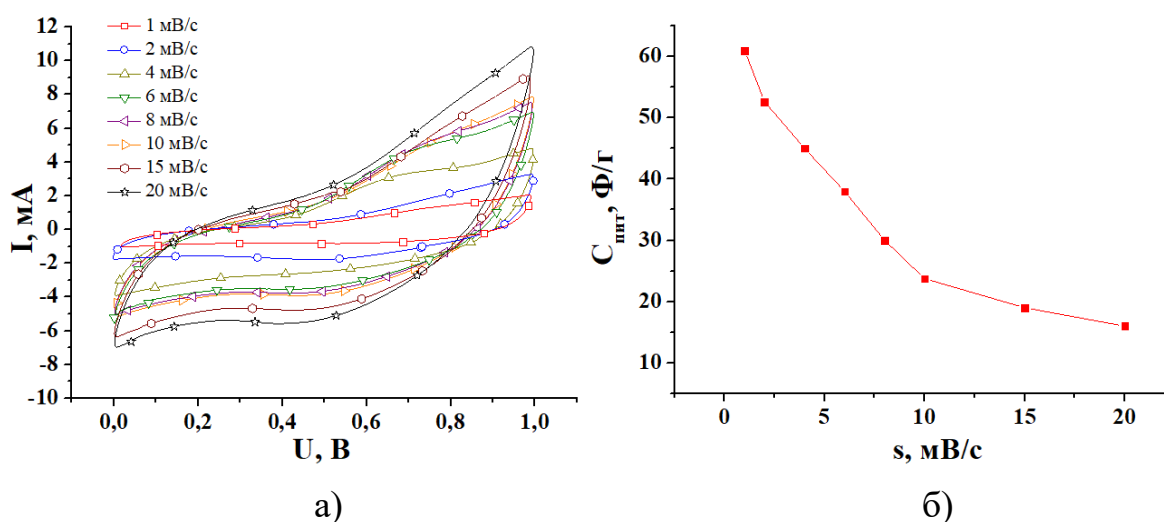 12
10
8
6
4
2
0
-2
-4
-6
-8
-10
I, мА
1 мВ/с
2 мВ/с
4 мВ/с
6 мВ/с
8 мВ/с
10 мВ/с
15 мВ/с
20 мВ/с
0,0 0,2 0,4 0,6 0,8 1,0
U, В
а)
60
50
40
30
20
10
Cпит, Ф/г
0 5 10 15 20
s, мВ/с
б)